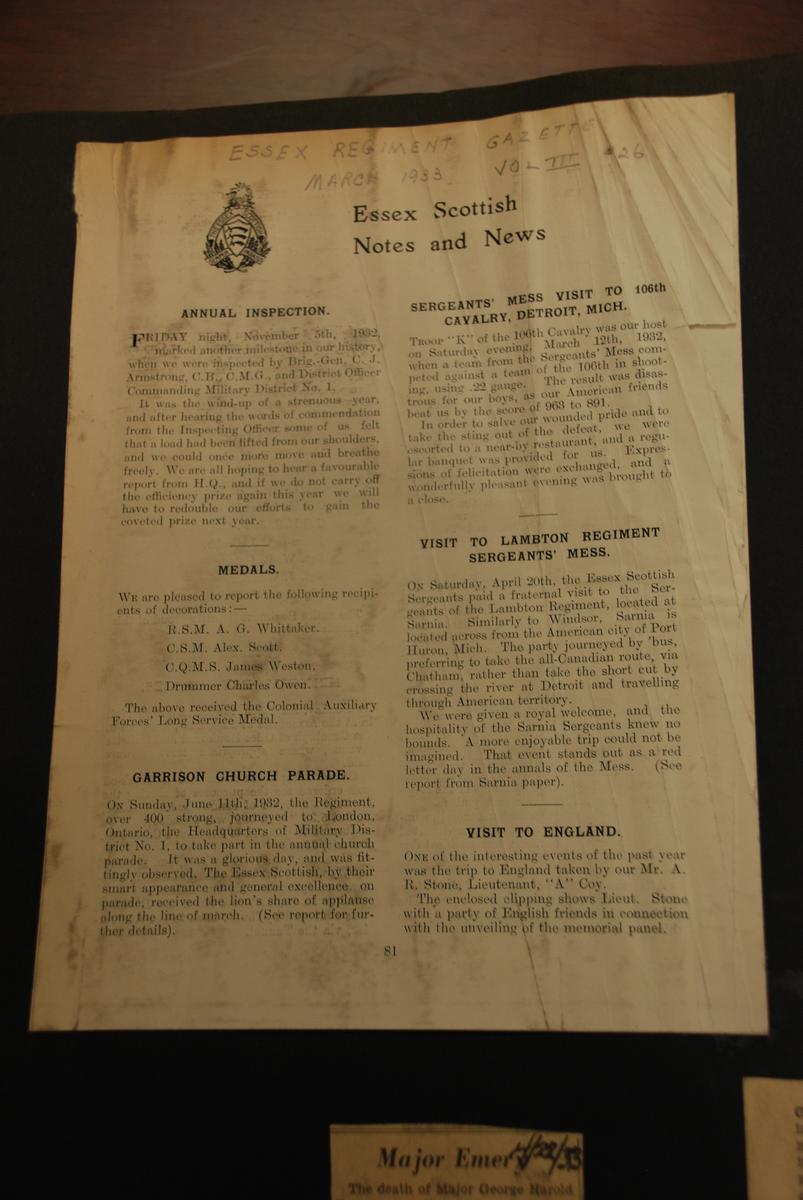 ESSEX REGIMENT GAZETTE
MARCH 1933 VOL III #26
Essex Scottish
Notes and News
ANNUAL INSPECTION.
FRIDAY night, November 5th, 1932,
marked another milestone in our history,
when we were inspected by Brig.-Gen. C. J.
Armstrong, C.B., C.M.G., and District Officer
Commanding Military District No. 1.
It was the wind-up of a strenuous year,
and after hearing the words of commendation
from the Inspecting Officer some of us felt
that a load had been lifted from our shoulders,
and we could once more move and breathe
freely. We are all hoping to hear a favourable
report from H.Q., and if we do not carry off
the efficiency prize again this year we will
have to redouble our efforts to gain the
coveted prize next year.
MEDALS.
WE are pleased to report the following recipi-
ents of decorations:—
R.S.M. A. G. Whittaker.
C.S.M. Alex. Scott.
C.Q.M.S. James Weston.
Drummer Charles Owen.
The above received the Colonial Auxiliary
Forces' Long Service Medal.
GARRISON CHURCH PARADE.
ON Sunday, June 11th, 1932, the Regiment,
over 400 strong, journeyed to London,
Ontario, the Headquarters of Military Dis-
trict No. 1, to take part in the annual church
parade. It was a glorious day, and was fit-
tingly observed. The Essex Scottish, by their
smart appearance and general excellence on
parade, received the lion's share of applause
along the line of march. (See report for fur-
ther details).
SERGEANTS' MESS VISIT TO 106th
CAVALRY, DETROIT, MICH.
TROOP "K" of the 106th Cavalry was our host
on Saturday evening, March 12th, 1932,
when a team from the Sergeants' Mess com-
peted against a team of the 106th in shoot-
ing, using .22 gauge. The result was disas-
trous for our boys, as our American friends
beat us by the score of 963 to 891.
In order to salve our wounded pride and to
take the sting out of the defeat, we were
escorted to a near-by restaurant, and a regu-
lar banquet was provided for us. Expres-
sions of felicitation were exchanged, and a
wonderfully pleasant evening was brought to
a close.
VISIT TO LAMBTON REGIMENT
SERGEANTS' MESS.
ON Saturday, April 20th, the Essex Scottish
Sergeants paid a fraternal visit to the Ser-
geants of the Lambton Regiment, located at
Sarnia. Similarly to Windsor, Sarnia is
located across from the American city of Port
Huron, Mich. The party journeyed by 'bus,
preferring to take the all-Canadian route, via
Chatham, rather than take the short cut by
crossing the river at Detroit and travelling
through American territory.
We were given a royal welcome, and the
hospitality of the Sarnia Sergeants knew no
bounds. A more enjoyable trip could not be
imagined. That event stands out as a red
letter day in the annals of the Mess. (See
report from Sarnia paper).
VISIT TO ENGLAND.
ONE of the interesting events of the past year
was the trip to England taken by our Mr. A.
R. Stone, Lieutenant, "A" Coy.
The enclosed clipping shows Lieut. Stone
with a party of English friends in connection
with the unveiling of the memorial panel.
81
Major Emery
The death of Major George Harold